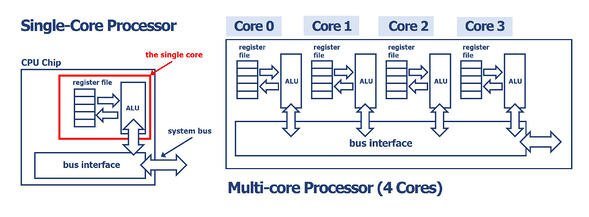 Single-Core Processor
the single core
CPU Chip
register file
ALU
system bus
bus interface
Core 0
Core 1
Core 2
Core 3
register
file
ALU
register
file
ALU
register
file
ALU
register
file
ALU
bus interface
Multi-core Processor (4 Cores)